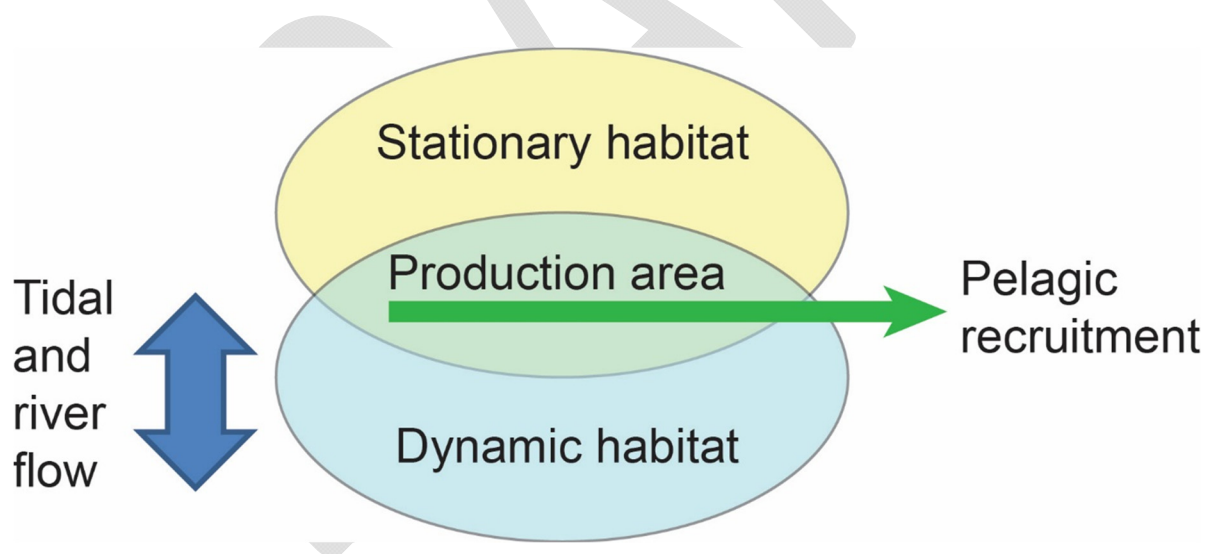 Stationary habitat
Production area
Dynamic habitat
Tidal
and
river
flow
Pelagic
recruitment